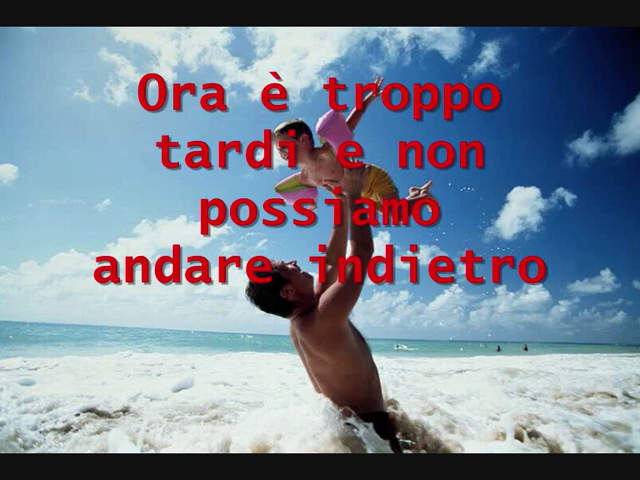 Ora è troppo
tardi e non
possiamo
andare indietro